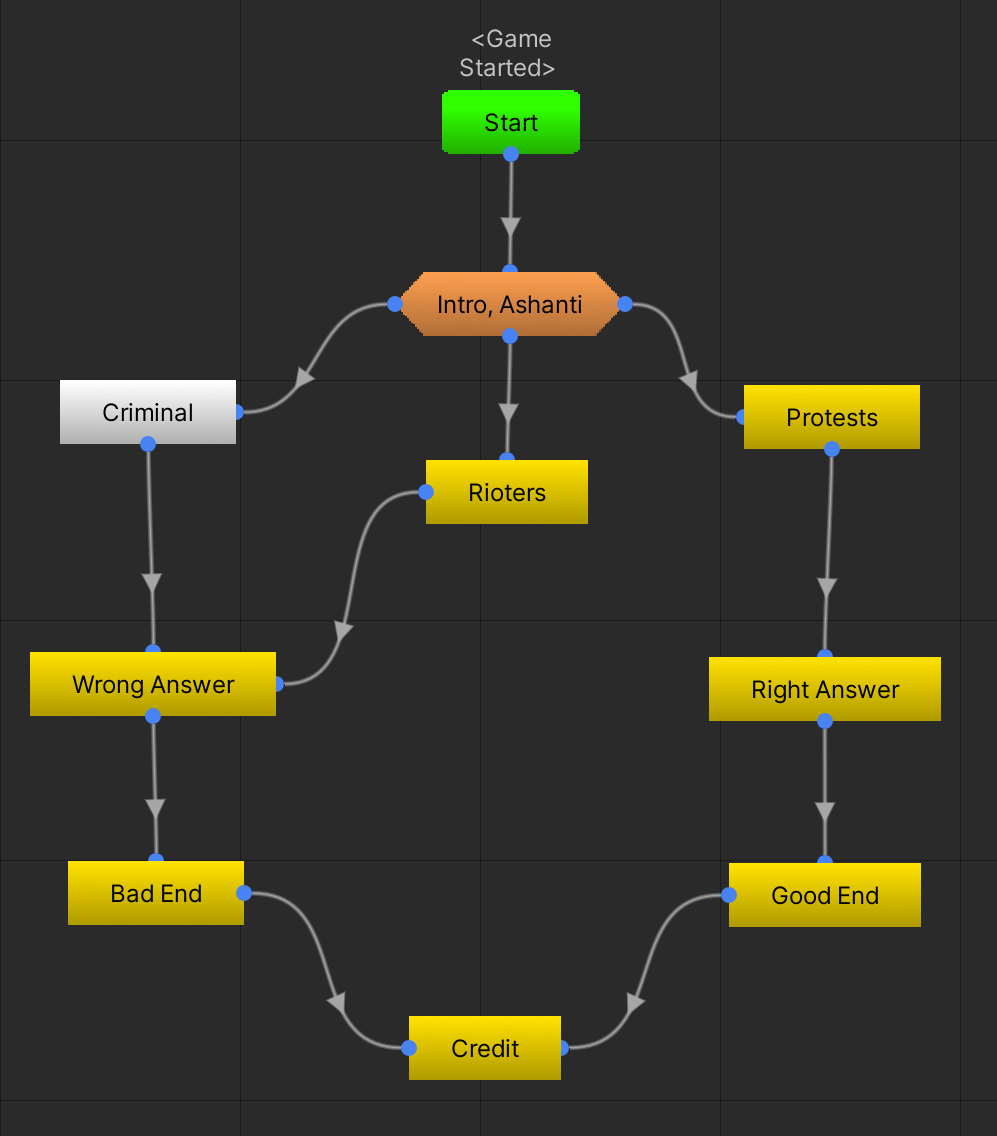 <Game
Started>
Start
Intro, Ashanti
Criminal
Protests
Rioters
Wrong Answer
Right Answer
Bad End
Good End
Credit